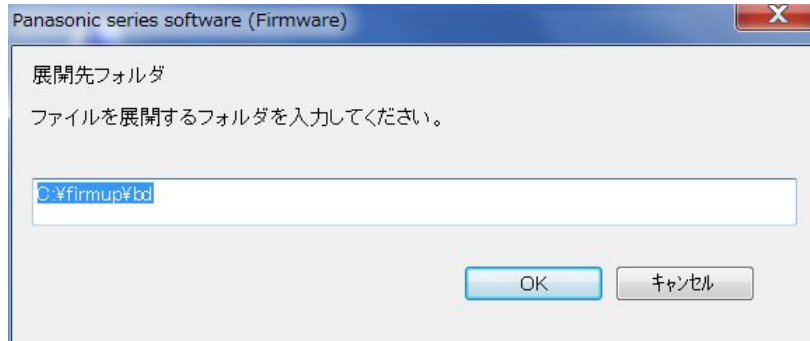 Panasonic series software (Firmware)
X
展開先フォルダ
ファイルを展開するフォルダを入力してください。
C:¥firmup¥bd
OK
キャンセル